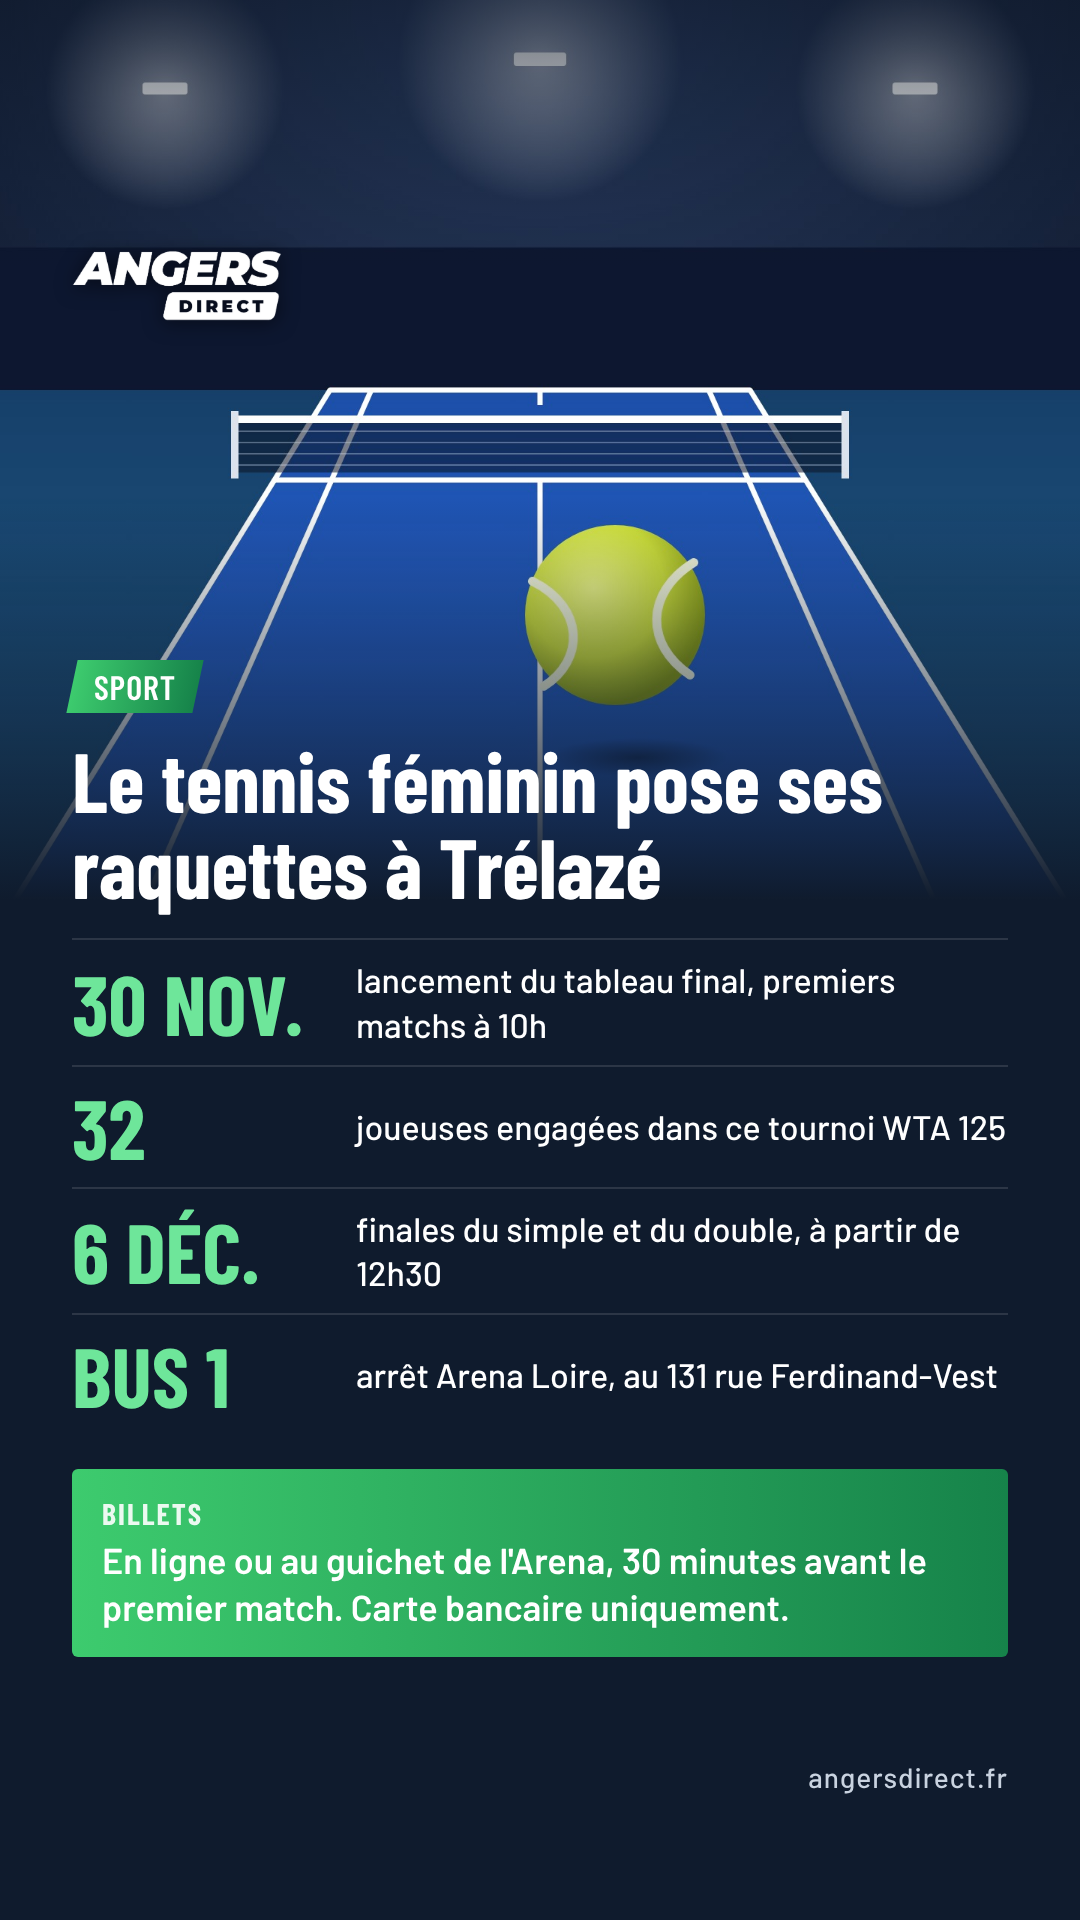 ANGERS
DIRECT
SPORT
Le tennis féminin pose ses
raquettes à Trélazé
30 NOV.
lancement du tableau final, premiers
matchs à 10h
32
joueuses engagées dans ce tournoi WTA 125
6 DÉC.
finales du simple et du double, à partir de
12h30
BUS 1
arrêt Arena Loire, au 131 rue Ferdinand-Vest
BILLETS
En ligne ou au guichet de l'Arena, 30 minutes avant le
premier match. Carte bancaire uniquement.
angersdirect.fr